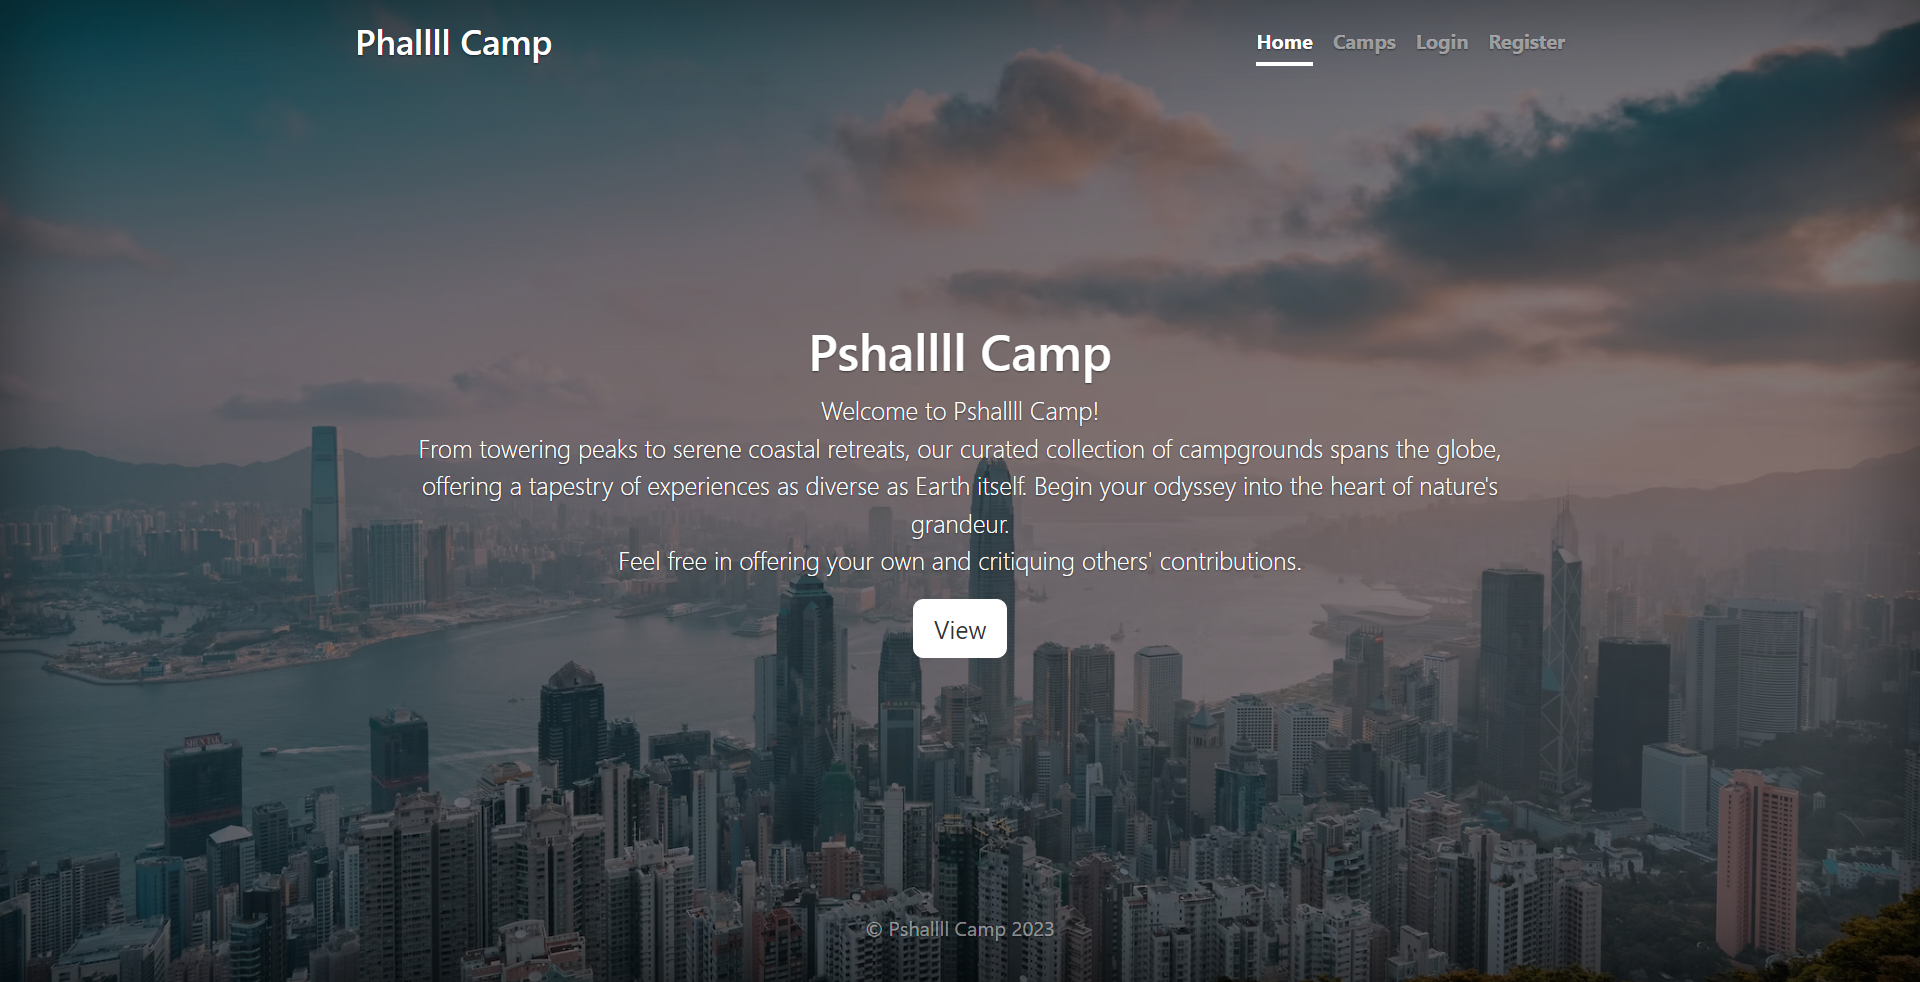 Phallll Camp
Home Camps Login Register
Pshallll Camp
Welcome to Pshallll Camp!
From towering peaks to serene coastal retreats, our curated collection of campgrounds spans the globe,
offering a tapestry of experiences as diverse as Earth itself. Begin your odyssey into the heart of nature's
grandeur.
Feel free in offering your own and critiquing others' contributions.
View
SHUN TAK
© Pshallll Camp 2023